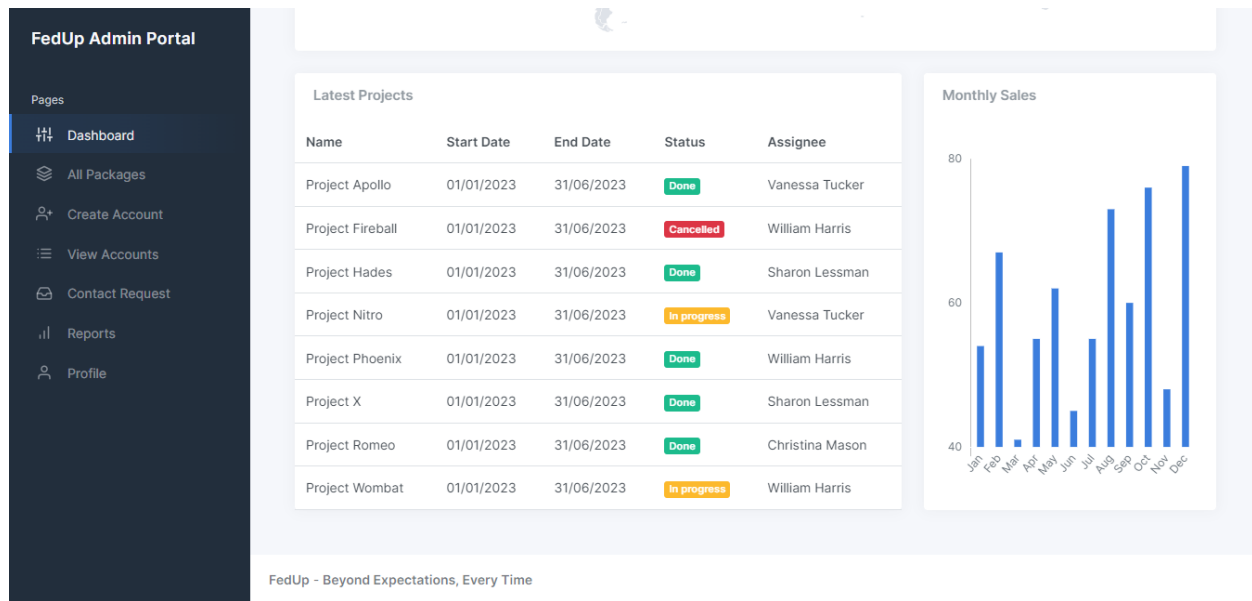 FedUp Admin Portal
Pages
Dashboard
All Packages
Create Account
View Accounts
Contact Request
Reports
Profile
Latest Projects
Name Start Date End Date Status Assignee
Project Apollo 01/01/2023 31/06/2023 Done Vanessa Tucker
Project Fireball 01/01/2023 31/06/2023 Cancelled William Harris
Project Hades 01/01/2023 31/06/2023 Done Sharon Lessman
Project Nitro 01/01/2023 31/06/2023 In progress Vanessa Tucker
Project Phoenix 01/01/2023 31/06/2023 Done William Harris
Project X 01/01/2023 31/06/2023 Done Sharon Lessman
Project Romeo 01/01/2023 31/06/2023 Done Christina Mason
Project Wombat 01/01/2023 31/06/2023 In progress William Harris
Monthly Sales
80
60
40
Jan Feb Mar Apr May Jun Jul Aug Sep Oct Nov Dec
FedUp - Beyond Expectations, Every Time